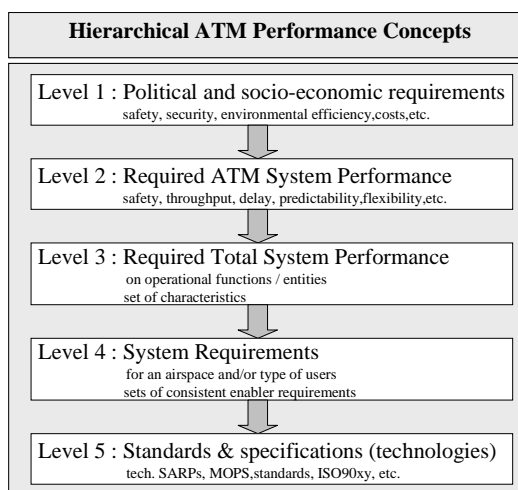 Hierarchical ATM Performance Concepts
Level 1 : Political and socio-economic requirements
safety, security, environmental efficiency,costs,etc.
Level 2 : Required ATM System Performance
safety, throughput, delay, predictability,flexibility,etc.
Level 3 : Required Total System Performance
on operational functions / entities
set of characteristics
Level 4 : System Requirements
for an airspace and/or type of users
sets of consistent enabler requirements
Level 5 : Standards & specifications (technologies)
tech. SARPs, MOPS,standards, ISO90xy, etc.